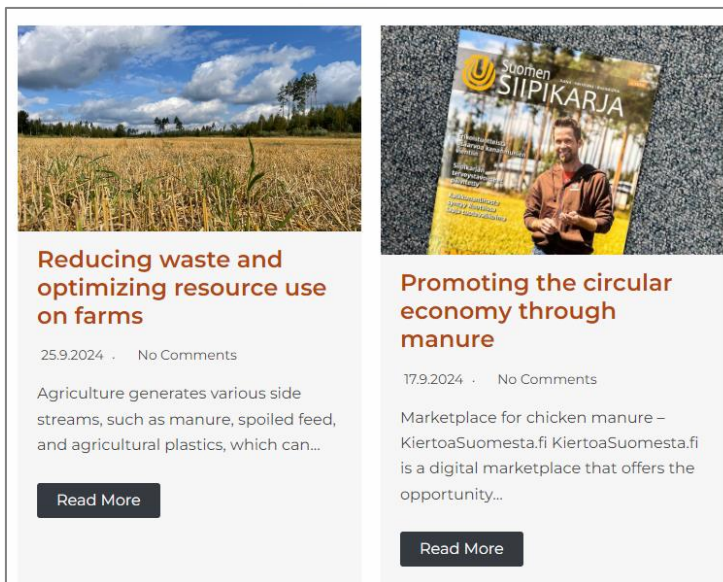 Reducing waste and
optimizing resource use
on farms
25.9.2024 . No Comments
Agriculture generates various side
streams, such as manure, spoiled feed,
and agricultural plastics, which can...
Read More
Suomen
SIIPIKARJA
Promoting the circular
economy through
manure
17.9.2024 . No Comments
Marketplace for chicken manure –
KiertoaSuomesta.fi KiertoaSuomesta.fi
is a digital marketplace that offers the
opportunity...
Read More